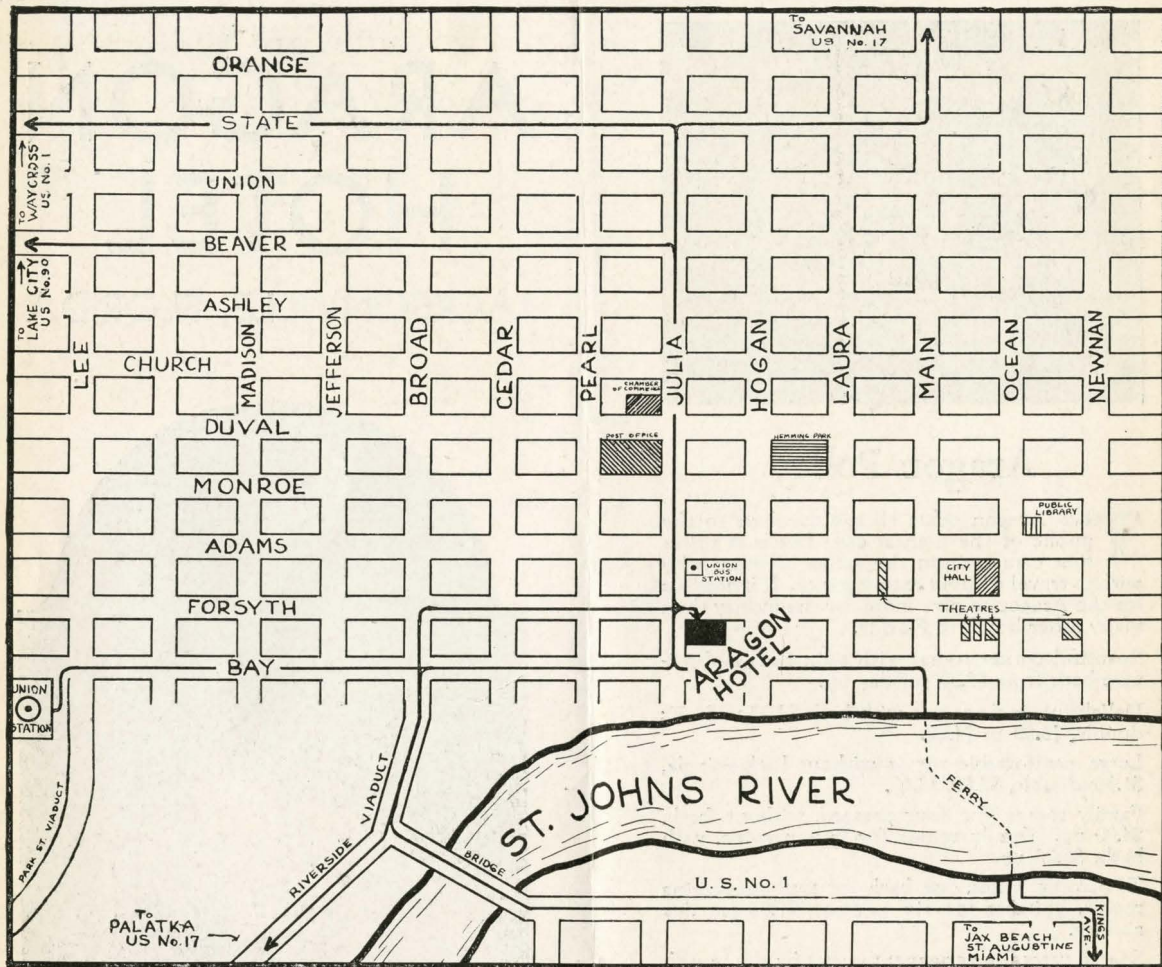 TO
SAVANNAH
US No. 17
ORANGE
STATE
TO
WAYCROSS
US. No. 1
UNION
BEAVER
TO
LAKE CITY
US No. 90
ASHLEY
LEE
CHURCH
MADISON
JEFFERSON
BROAD
CEDAR
PEARL
JULIA
HOGAN
LAURA
MAIN
OCEAN
NEWNAN
CHAMBER
OF COMMERCE
DUVAL
POST OFFICE
HEMMING PARK
MONROE
PUBLIC
LIBRARY
ADAMS
UNION
BUS
STATION
CITY
HALL
FORSYTH
THEATRES
ARAGON
HOTEL
BAY
UNION
STATION
PARK ST. VIADUCT
RIVERSIDE VIADUCT
BRIDGE
ST. JOHNS RIVER
FERRY
U. S. No. 1
TO
PALATKA
US No. 17
TO
JAX BEACH
ST. AUGUSTINE
MIAMI
KINGS
AVE.